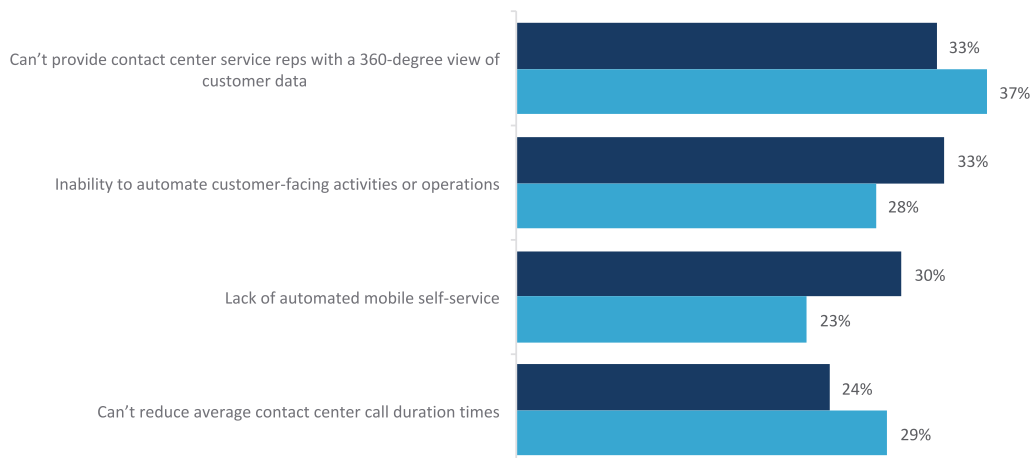 Can’t provide contact center service reps with a 360-degree view of
customer data
33%
37%
Inability to automate customer-facing activities or operations
33%
28%
Lack of automated mobile self-service
30%
23%
Can’t reduce average contact center call duration times
24%
29%